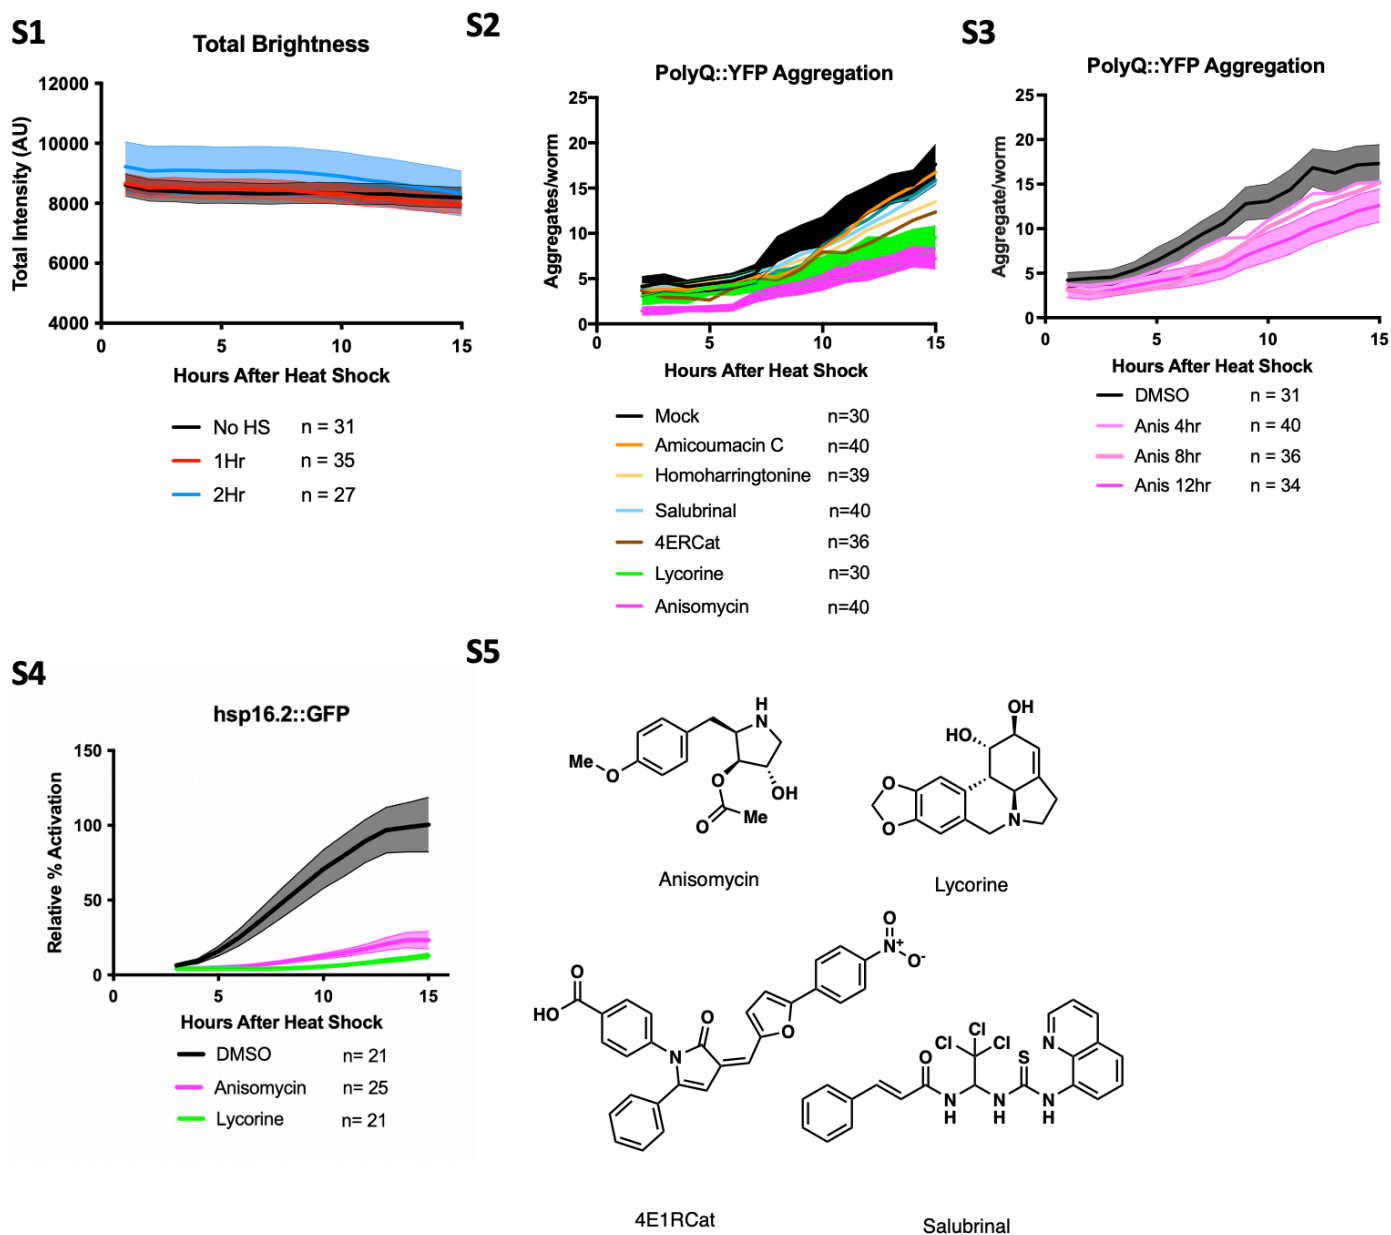 S1
Total Brightness
Total Intensity (AU)
12000
10000
8000
6000
4000
0 5 10 15
Hours After Heat Shock
No HS n = 31
1Hr n = 35
2Hr n = 27
S2
PolyQ::YFP Aggregation
Aggregates/worm
25
20
15
10
5
0
0 5 10 15
Hours After Heat Shock
Mock n=30
Amicoumacin C n=40
Homoharringtonine n=39
Salubrinal n=40
4ERCat n=36
Lycorine n=30
Anisomycin n=40
S3
PolyQ::YFP Aggregation
Aggregates/worm
25
20
15
10
5
0
0 5 10 15
Hours After Heat Shock
DMSO n = 31
Anis 4hr n = 40
Anis 8hr n = 36
Anis 12hr n = 34
S4
hsp16.2::GFP
Relative % Activation
150
100
50
0
0 5 10 15
Hours After Heat Shock
DMSO n= 21
Anisomycin n= 25
Lycorine n= 21
S5
H
N
Me
O
O
OH
O
Me
Anisomycin
OH
HO
O
O
N
Lycorine
O
HO
N
O
O
N+
O
O-
4E1RCat
O
Cl
Cl
Cl
N
H
N
H
S
N
H
N
Salubrinal